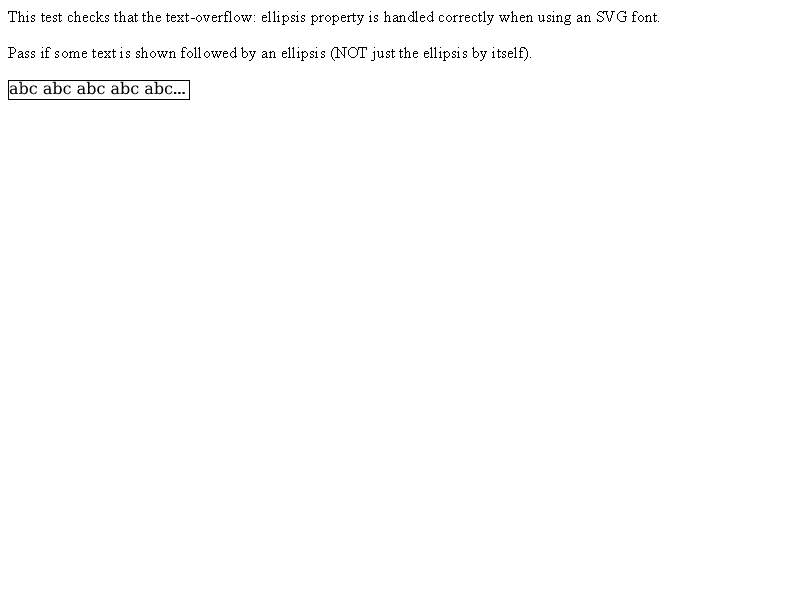 This test checks that the text-overflow: ellipsis property is handled correctly when using an SVG font.
Pass if some text is shown followed by an ellipsis (NOT just the ellipsis by itself).
abc abc abc abc abc...